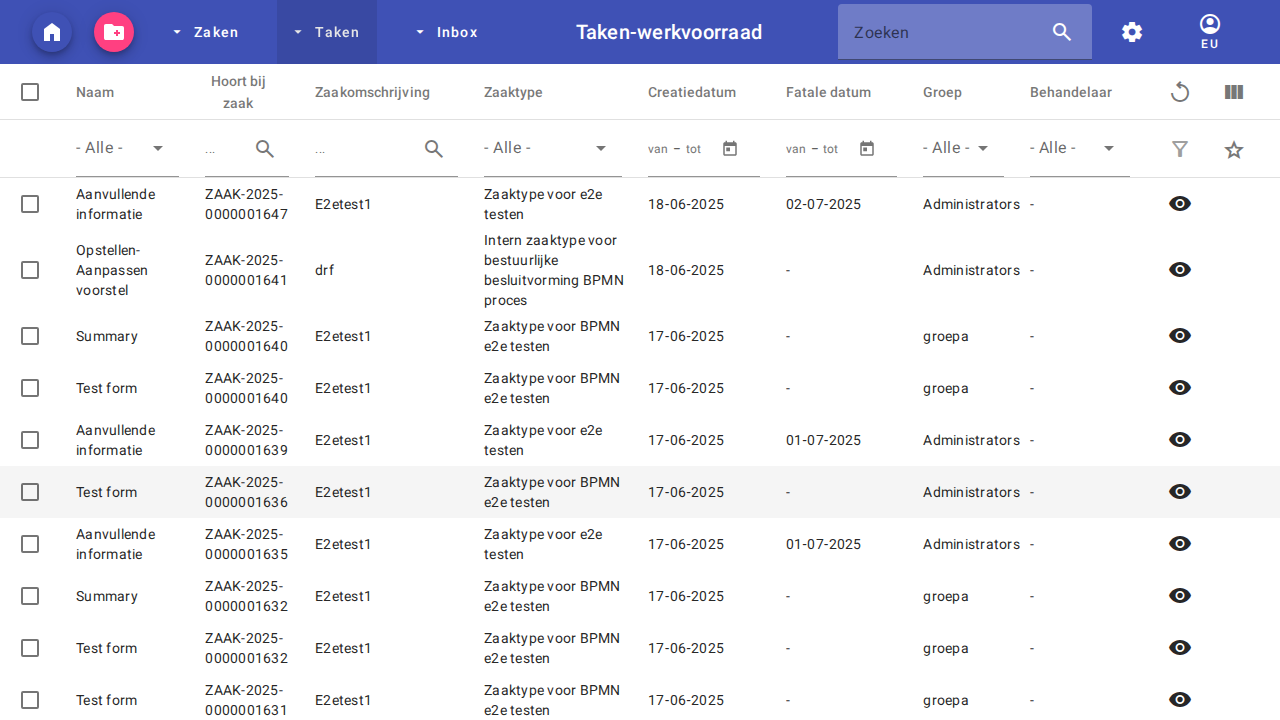 Zaken
Taken
Inbox
Taken-werkvoorraad
Zoeken
EU
Naam
Hoort bij
zaak
Zaakomschrijving
Zaaktype
Creatiedatum
Fatale datum
Groep
Behandelaar
- Alle -
...
...
- Alle -
van – tot
van – tot
- Alle -
- Alle -
Aanvullende
informatie
ZAAK-2025-
0000001647
E2etest1
Zaaktype voor e2e
testen
18-06-2025
02-07-2025
Administrators
-
Opstellen-
Aanpassen
voorstel
ZAAK-2025-
0000001641
drf
Intern zaaktype voor
bestuurlijke
besluitvorming BPMN
proces
18-06-2025
-
Administrators
-
Summary
ZAAK-2025-
0000001640
E2etest1
Zaaktype voor BPMN
e2e testen
17-06-2025
-
groepa
-
Test form
ZAAK-2025-
0000001640
E2etest1
Zaaktype voor BPMN
e2e testen
17-06-2025
-
groepa
-
Aanvullende
informatie
ZAAK-2025-
0000001639
E2etest1
Zaaktype voor e2e
testen
17-06-2025
01-07-2025
Administrators
-
Test form
ZAAK-2025-
0000001636
E2etest1
Zaaktype voor BPMN
e2e testen
17-06-2025
-
Administrators
-
Aanvullende
informatie
ZAAK-2025-
0000001635
E2etest1
Zaaktype voor e2e
testen
17-06-2025
01-07-2025
Administrators
-
Summary
ZAAK-2025-
0000001632
E2etest1
Zaaktype voor BPMN
e2e testen
17-06-2025
-
groepa
-
Test form
ZAAK-2025-
0000001632
E2etest1
Zaaktype voor BPMN
e2e testen
17-06-2025
-
groepa
-
Test form
ZAAK-2025-
0000001631
E2etest1
Zaaktype voor BPMN
e2e testen
17-06-2025
-
groepa
-